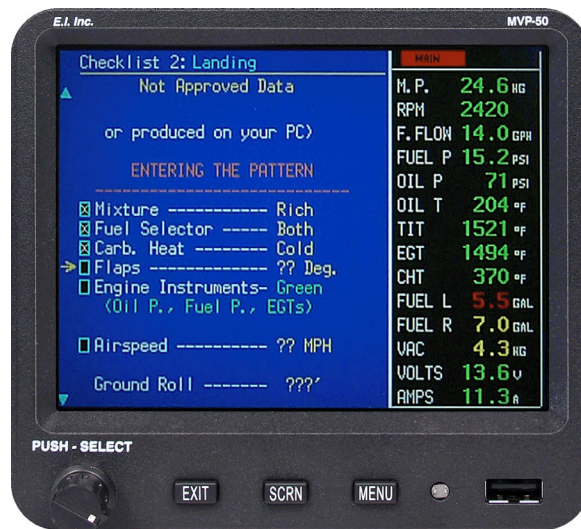 E.I. Inc.
MVP-50
Checklist 2: Landing
Not Approved Data
or produced on your PC)
ENTERING THE PATTERN
--------------------------------
Mixture ----------- Rich
Fuel Selector ----- Both
Carb. Heat -------- Cold
Flaps ------------- ?? Deg.
Engine Instruments- Green
(Oil P., Fuel P., EGTs)
Airspeed ---------- ?? MPH
Ground Roll ------- ???'
MAIN
M.P. 24.6 HG
RPM 2420
F.FLOW 14.0 GPH
FUEL P 15.2 PSI
OIL P 71 PSI
OIL T 204 °F
TIT 1521 °F
EGT 1494 °F
CHT 370 °F
FUEL L 5.5 GAL
FUEL R 7.0 GAL
VAC 4.3 HG
VOLTS 13.6 V
AMPS 11.3 A
PUSH - SELECT
EXIT
SCRN
MENU